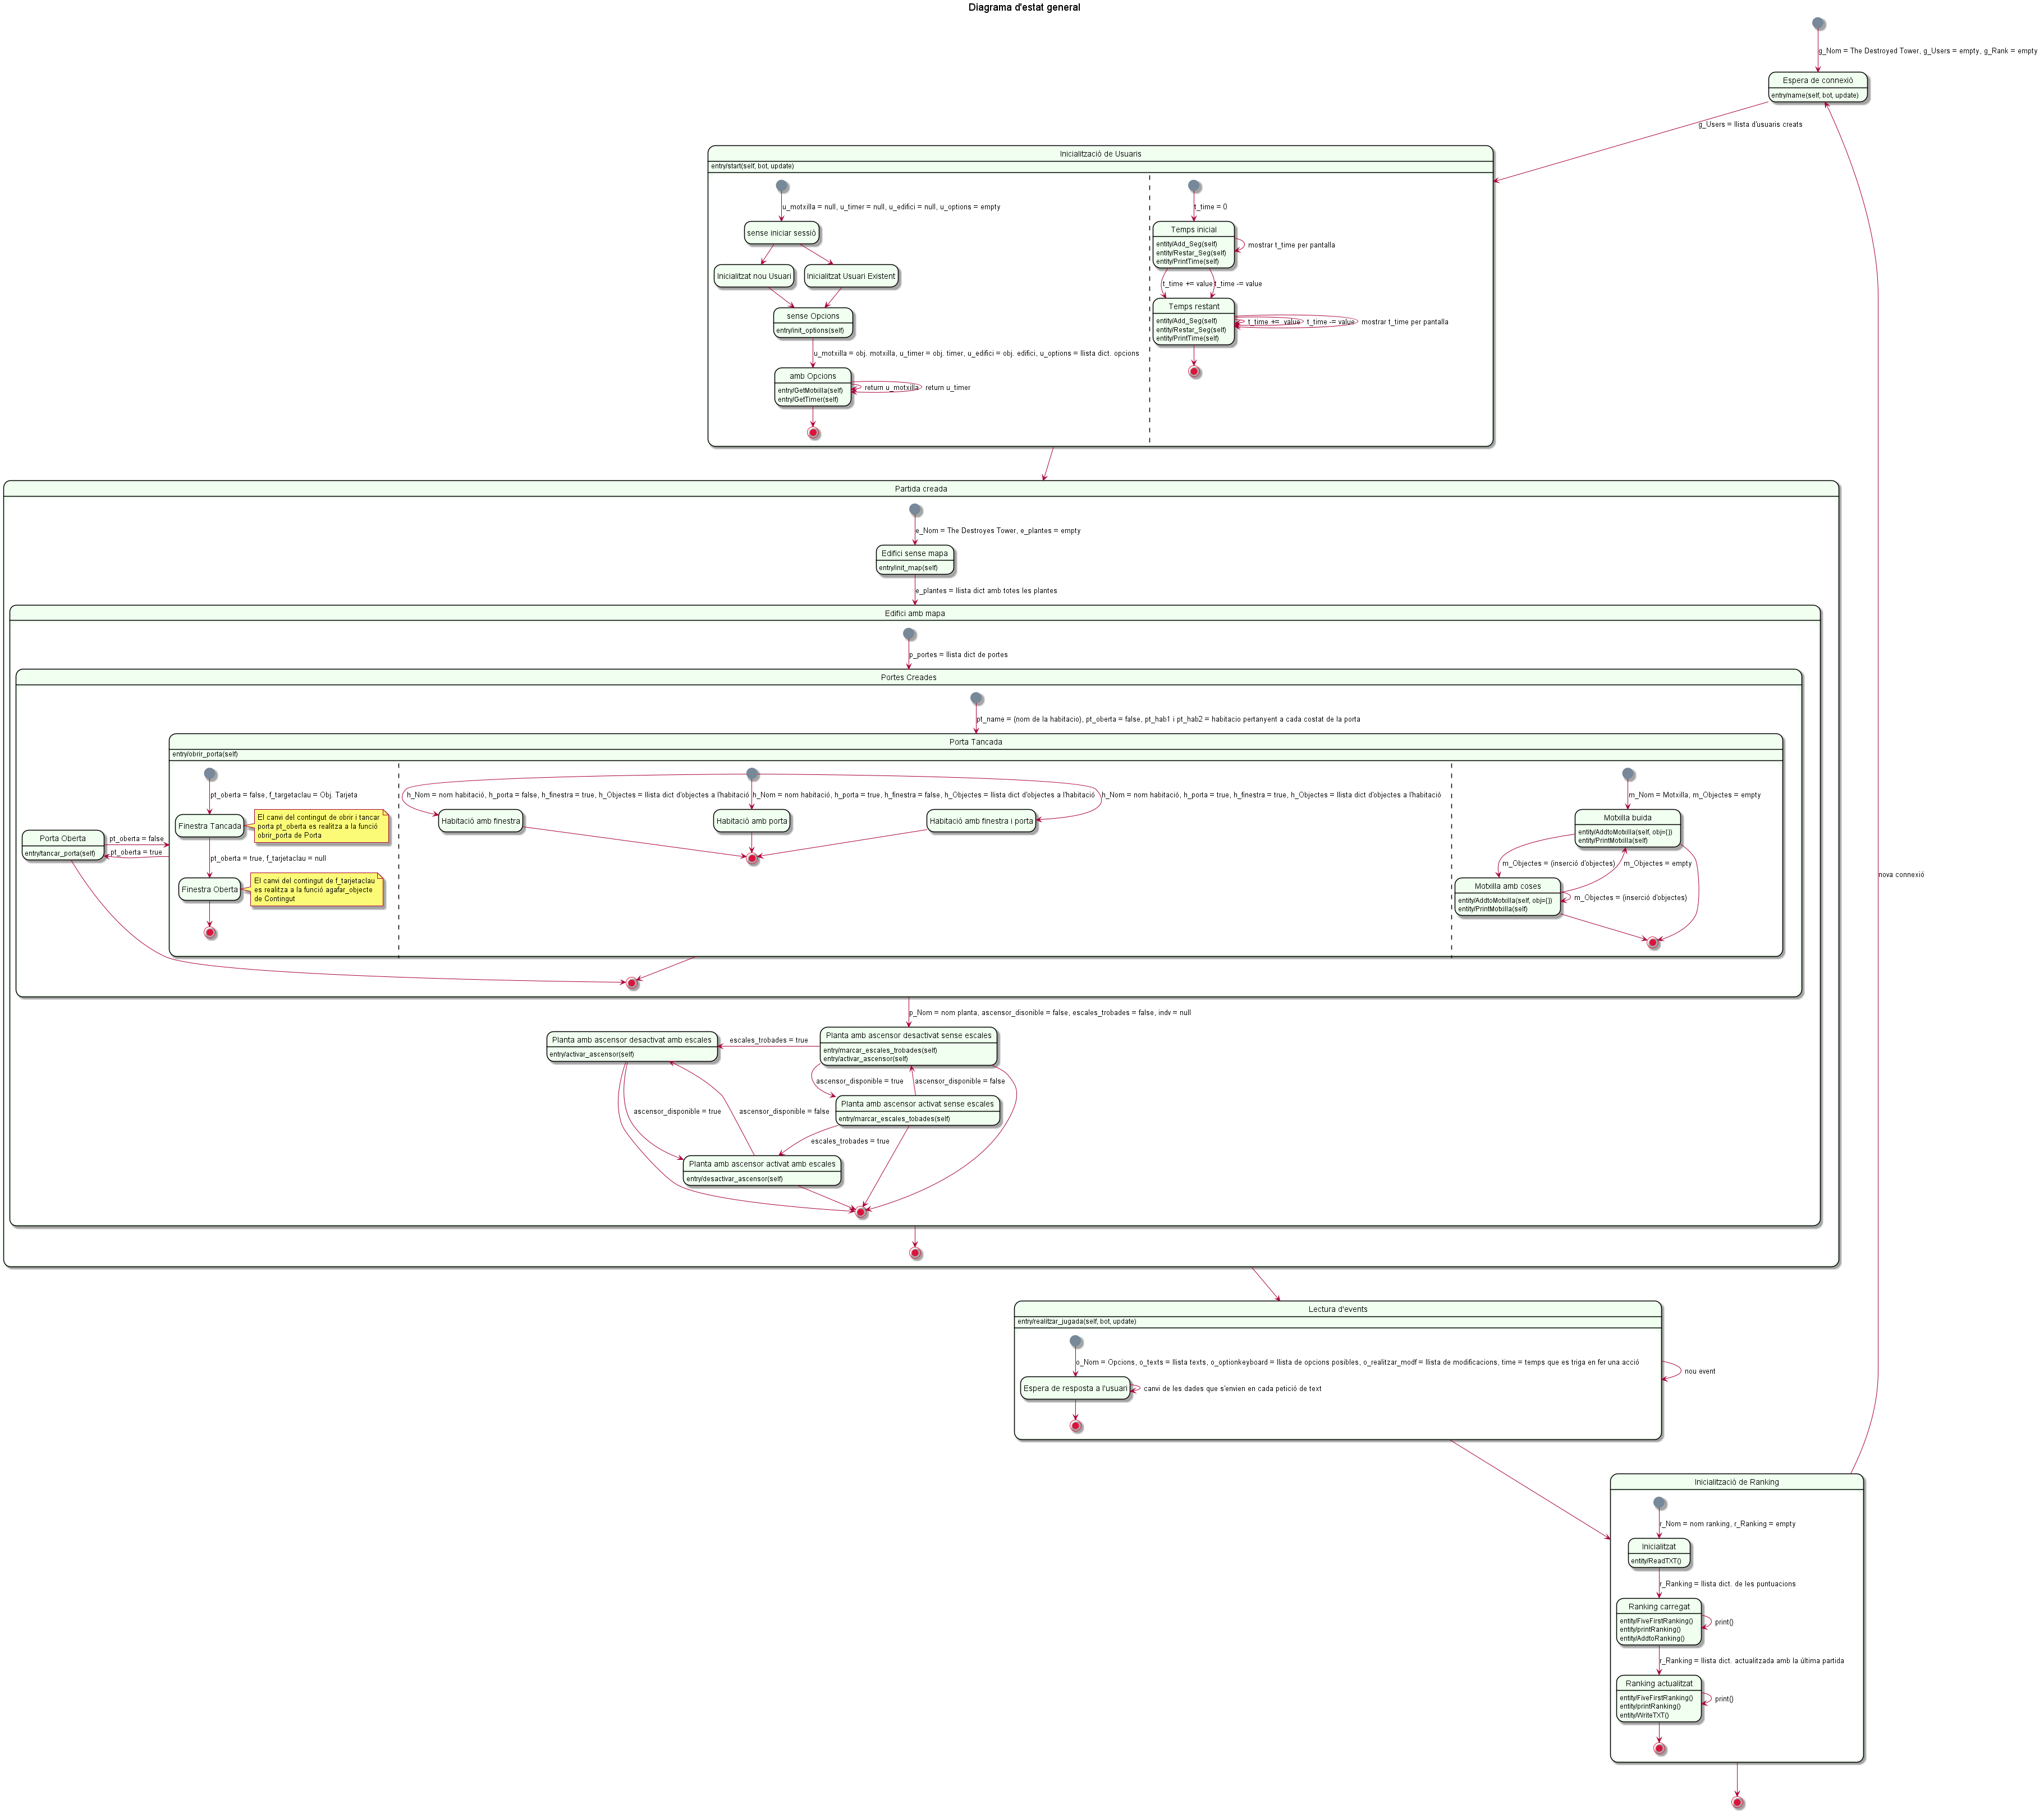 Diagrama d'estat general
g_Nom = The Destroyed Tower, g_Users = empty, g_Rank = empty
Espera de connexió
entry/name(self, bot, update)
g_Users = llista d'usuaris creats
Inicialització de Usuaris
entry/start(self, bot, update)
u_motxilla = null, u_timer = null, u_edifici = null, u_options = empty
sense iniciar sessió
Inicialitzat nou Usuari
Inicialitzat Usuari Existent
sense Opcions
entry/init_options(self)
u_motxilla = obj. motxilla, u_timer = obj. timer, u_edifici = obj. edifici, u_options = llista dict. opcions
amb Opcions
entry/GetMotxilla(self)
entry/GetTimer(self)
return u_motxilla
return u_timer
t_time = 0
Temps inicial
entity/Add_Seg(self)
entity/Restar_Seg(self)
entity/PrintTime(self)
mostrar t_time per pantalla
t_time += value
t_time -= value
Temps restant
entity/Add_Seg(self)
entity/Restar_Seg(self)
entity/PrintTime(self)
t_time += value
t_time -= value
mostrar t_time per pantalla
Partida creada
e_Nom = The Destroyes Tower, e_plantes = empty
Edifici sense mapa
entry/init_map(self)
e_plantes = llista dict amb totes les plantes
Edifici amb mapa
p_portes = llista dict de portes
Portes Creades
pt_name = (nom de la habitacio), pt_oberta = false, pt_hab1 i pt_hab2 = habitacio pertanyent a cada costat de la porta
Porta Oberta
entry/tancar_porta(self)
pt_oberta = false
pt_oberta = true
Porta Tancada
entry/obrir_porta(self)
pt_oberta = false, f_targetaclau = Obj. Tarjeta
Finestra Tancada
El canvi del contingut de obrir i tancar
porta pt_oberta es realitza a la funció
obrir_porta de Porta
pt_oberta = true, f_tarjetaclau = null
Finestra Oberta
El canvi del contingut de f_tarjetaclau
es realitza a la funció agafar_objecte
de Contingut
h_Nom = nom habitació, h_porta = false, h_finestra = true, h_Objectes = llista dict d'objectes a l'habitació
h_Nom = nom habitació, h_porta = true, h_finestra = false, h_Objectes = llista dict d'objectes a l'habitació
h_Nom = nom habitació, h_porta = true, h_finestra = true, h_Objectes = llista dict d'objectes a l'habitació
Habitació amb finestra
Habitació amb porta
Habitació amb finestra i porta
m_Nom = Motxilla, m_Objectes = empty
Motxilla buida
entity/AddtoMotxilla(self, obj={})
entity/PrintMotxilla(self)
m_Objectes = (inserció d'objectes)
m_Objectes = empty
Motxilla amb coses
entity/AddtoMotxilla(self, obj={})
entity/PrintMotxilla(self)
m_Objectes = (inserció d'objectes)
p_Nom = nom planta, ascensor_disonible = false, escales_trobades = false, indv = null
Planta amb ascensor desactivat amb escales
entry/activar_ascensor(self)
escales_trobades = true
Planta amb ascensor desactivat sense escales
entry/marcar_escales_trobades(self)
entry/activar_ascensor(self)
ascensor_disponible = true
ascensor_disponible = false
Planta amb ascensor activat sense escales
entry/marcar_escales_tobades(self)
ascensor_disponible = true
ascensor_disponible = false
escales_trobades = true
Planta amb ascensor activat amb escales
entry/desactivar_ascensor(self)
Lectura d'events
entry/realitzar_jugada(self, bot, update)
o_Nom = Opcions, o_texts = llista texts, o_optionkeyboard = llista de opcions posibles, o_realitzar_modf = llista de modificacions, time = temps que es triga en fer una acció
Espera de resposta a l'usuari
canvi de les dades que s'envien en cada petició de text
nou event
nova connexió
Inicialització de Ranking
r_Nom = nom ranking, r_Ranking = empty
Inicialitzat
entity/ReadTXT()
r_Ranking = llista dict. de les puntuacions
Ranking carregat
entity/FiveFirstRanking()
entity/printRanking()
entity/AddtoRanking()
print()
r_Ranking = llista dict. actualitzada amb la última partida
Ranking actualitzat
entity/FiveFirstRanking()
entity/printRanking()
entity/WriteTXT()
print()